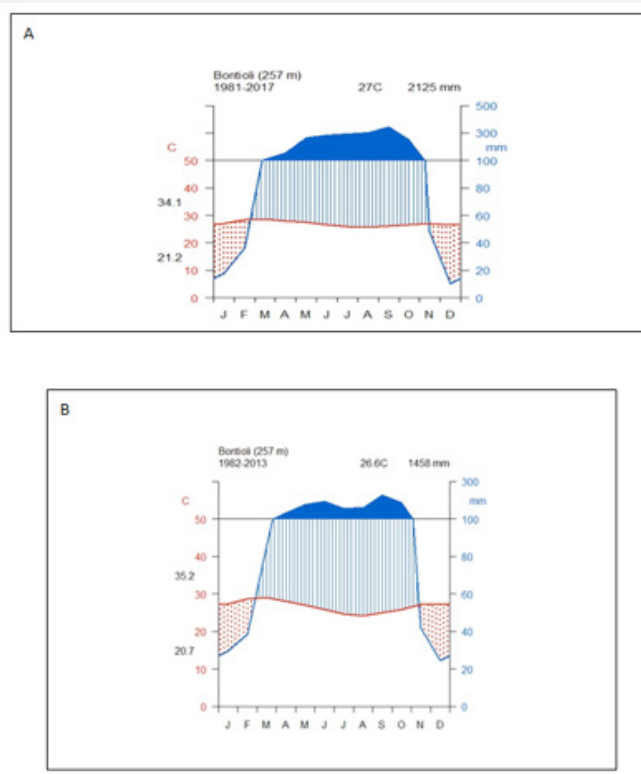 A
Bontioli (257 m)
1981-2017 27C 2125 mm
500
300
C mm
50 100
40 80
34.1
30 60
20 40
21.2
10 20
0 0
J F M A M J J A S O N D
B
Bontioli (257 m)
1982-2013 26.6C 1458 mm
300
C mm
50 100
40 80
35.2
30 60
20 40
20.7
10 20
0 0
J F M A M J J A S O N D